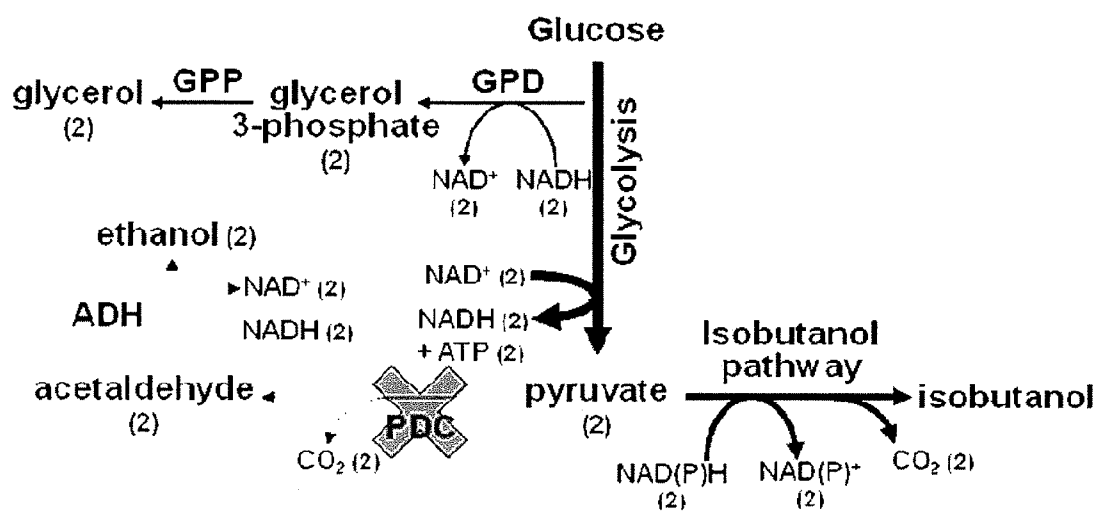 Glucose
glycerol
(2)
GPP
glycerol
3-phosphate
(2)
GPD
NAD⁺
(2)
NADH
(2)
Glycolysis
ethanol (2)
NAD⁺ (2)
NADH (2)
ADH
NAD⁺ (2)
NADH (2)
+ ATP (2)
acetaldehyde
(2)
PDC
CO₂ (2)
pyruvate
(2)
Isobutanol
pathway
isobutanol
NAD(P)H
(2)
NAD(P)⁺
(2)
CO₂ (2)